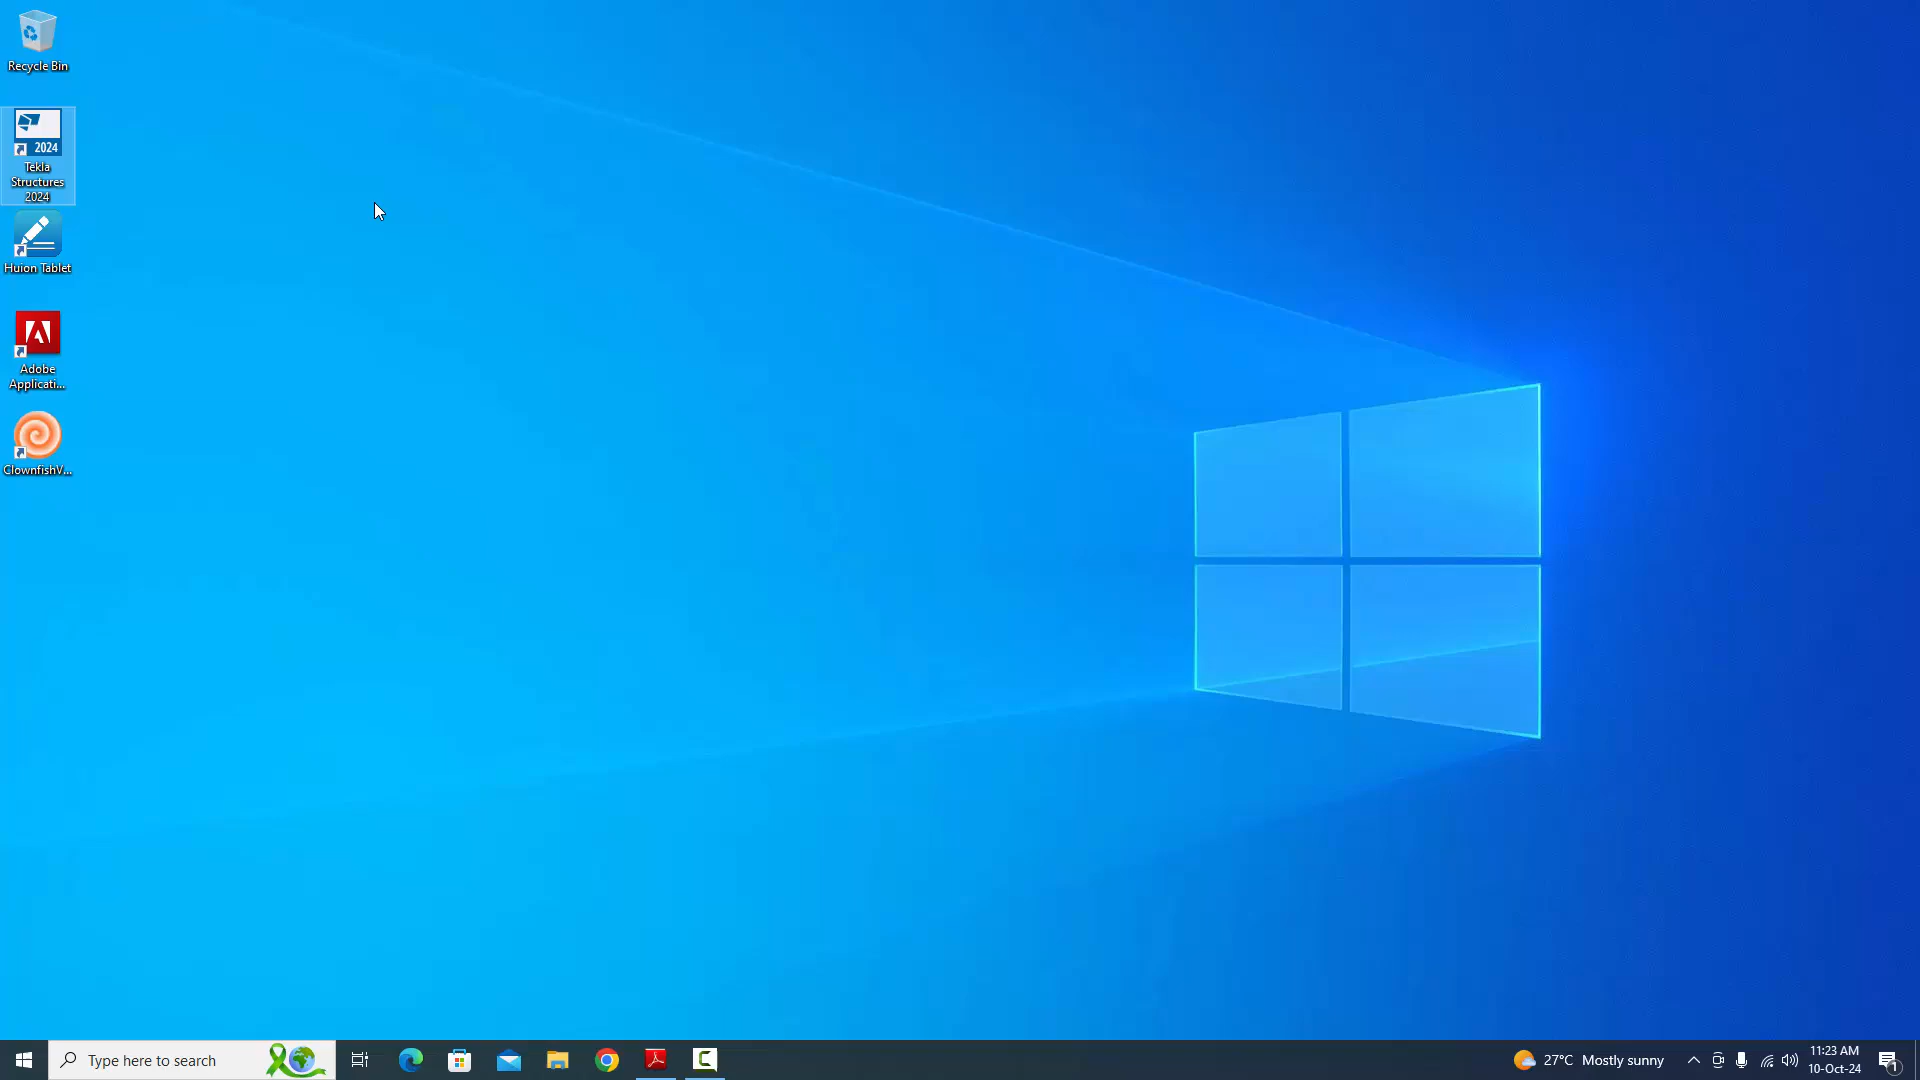 Recycle Bin
2024
Tekla
Structures
2024
Huion Tablet
Adobe
Applicati...
ClownfishV...
Type here to search
27°C Mostly sunny
11:23 AM
10-Oct-24
1